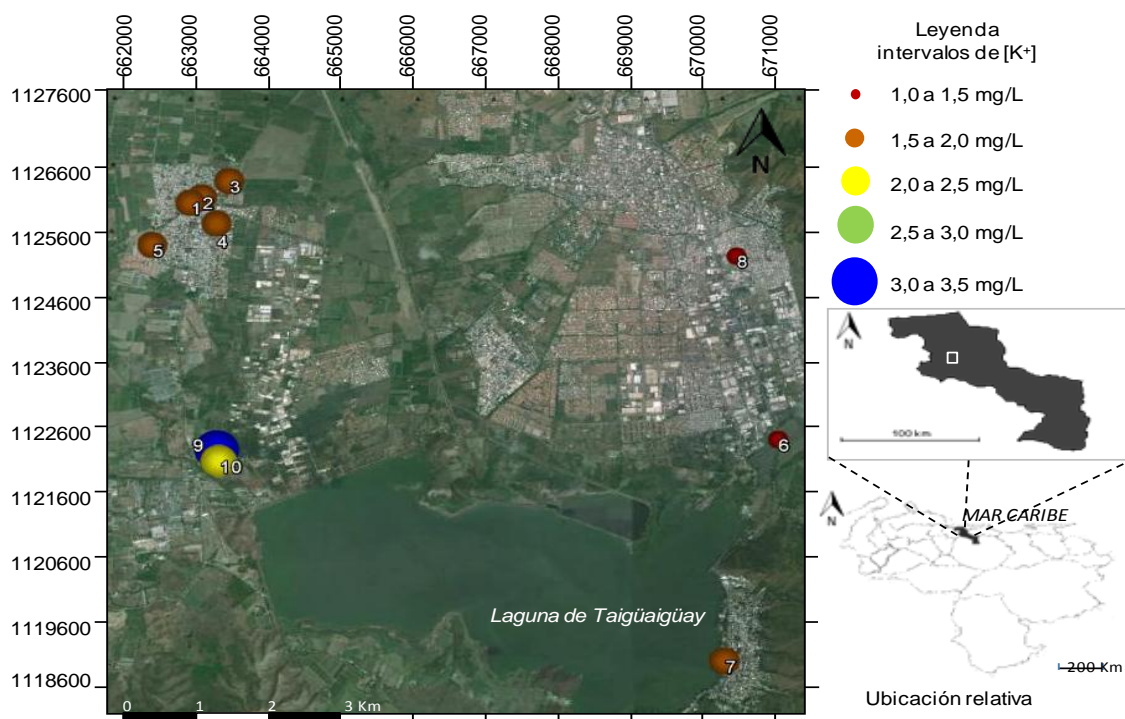 662000
663000
664000
665000
666000
667000
668000
669000
670000
671000
1127600
1126600
1125600
1124600
1123600
1122600
1121600
1120600
1119600
1118600
N
3
2
1
4
5
8
6
9
10
7
Laguna de Taigüaigüay
0 1 2 3 Km
Leyenda
intervalos de [K+]
1,0 a 1,5 mg/L
1,5 a 2,0 mg/L
2,0 a 2,5 mg/L
2,5 a 3,0 mg/L
3,0 a 3,5 mg/L
N
100 km
N
MAR CARIBE
200 Km
Ubicación relativa